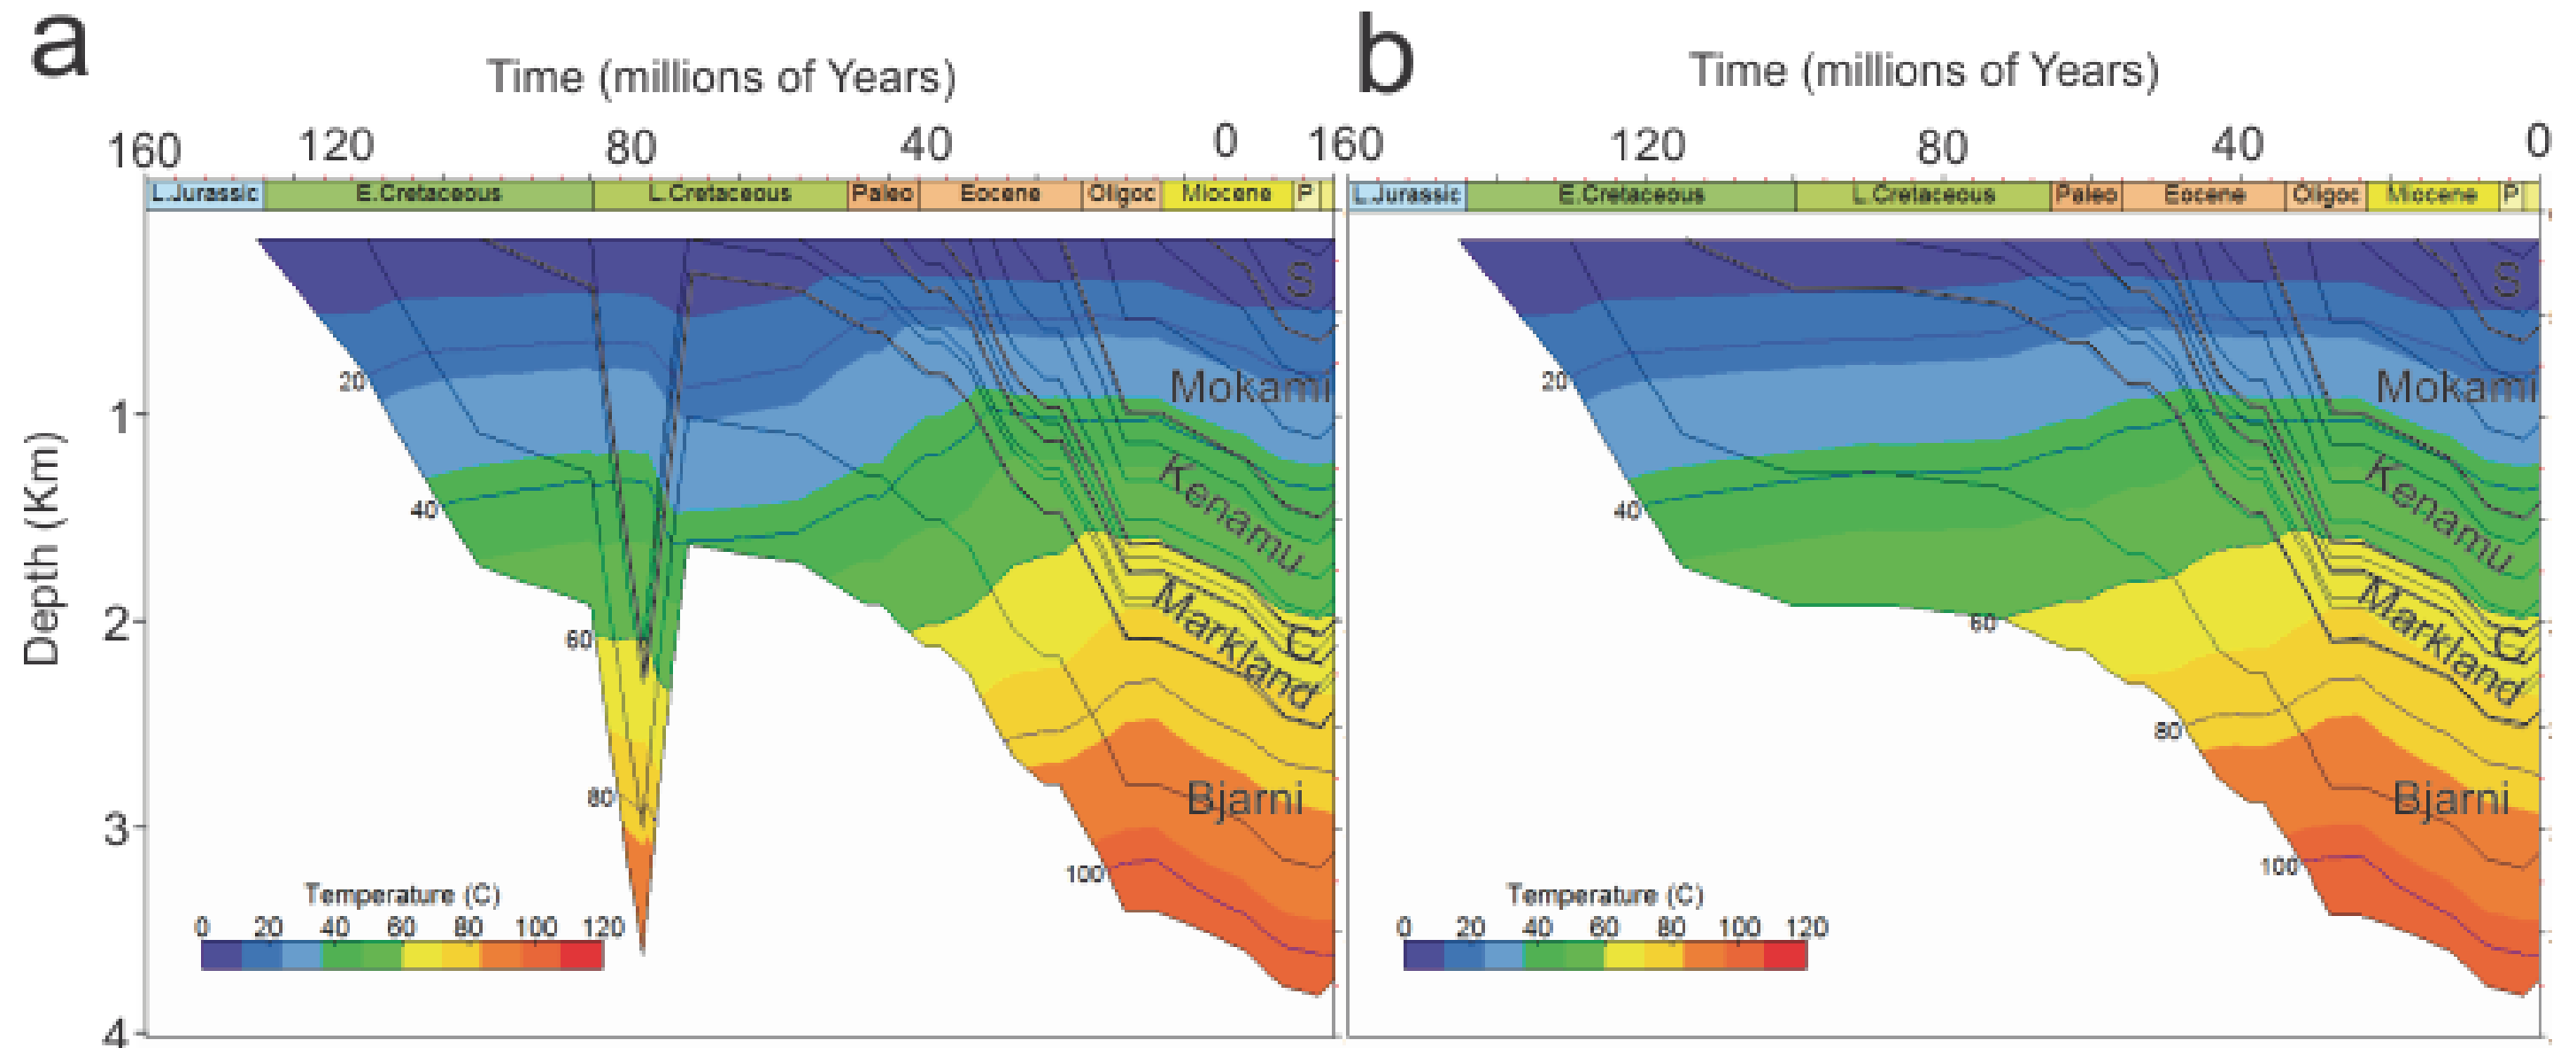 a
Time (millions of Years)
160 120 80 40 0
L.Jurassic E.Cretaceous L.Cretaceous Paleo Eocene Oligoc Miocene P
Depth (Km)
1
2
3
4
20
40
60
80
100
S
Mokami
Kenamu
C
Markland
Bjarni
Temperature (C)
0 20 40 60 80 100 120
b
Time (millions of Years)
160 120 80 40 0
L.Jurassic E.Cretaceous L.Cretaceous Paleo Eocene Oligoc Miocene P
20
40
60
80
100
S
Mokami
Kenamu
C
Markland
Bjarni
Temperature (C)
0 20 40 60 80 100 120